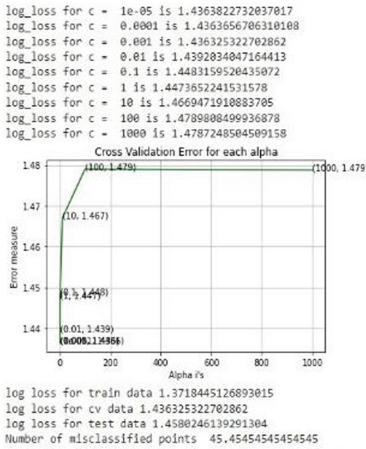 log_loss for c = 1e-05 is 1.4363822732037017
log_loss for c = 0.0001 is 1.4363656706310108
log_loss for c = 0.001 is 1.436325322702862
log_loss for c = 0.01 is 1.4392034047164413
log_loss for c = 0.1 is 1.4483159520435072
log_loss for c = 1 is 1.4473652241531578
log_loss for c = 10 is 1.4669471910883705
log_loss for c = 100 is 1.4789808499936878
log_loss for c = 1000 is 1.4787248504509158
Cross Validation Error for each alpha
1.48
(100, 1.479)
(1000, 1.479
1.47
(10, 1.467)
1.46
Error measure
1.45
(0.1, 1.448)
(1, 1.447)
1.44
(0.01, 1.439)
0
200
400
600
800
1000
Alpha i's
log loss for train data 1.3718445126893015
log loss for cv data 1.436325322702862
log loss for test data 1.4580246139291304
Number of misclassified points 45.45454545454545